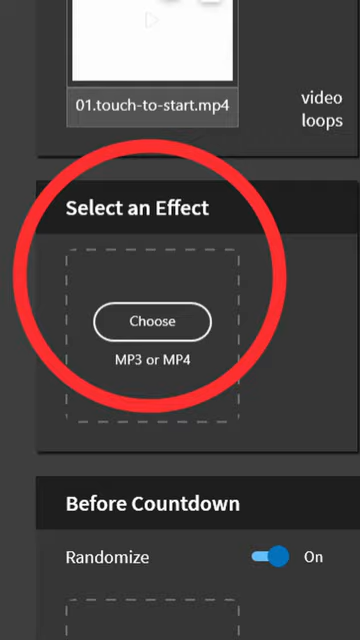 01.touch-to-start.mp4
video
loops
Select an Effect
Choose
MP3 or MP4
Before Countdown
Randomize
On